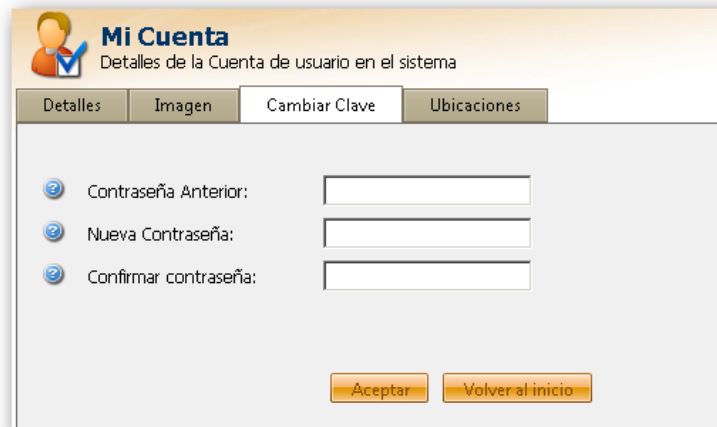 Mi Cuenta
Detalles de la Cuenta de usuario en el sistema
Detalles Imagen Cambiar Clave Ubicaciones
Contraseña Anterior:
Nueva Contraseña:
Confirmar contraseña:
Aceptar Volver al inicio